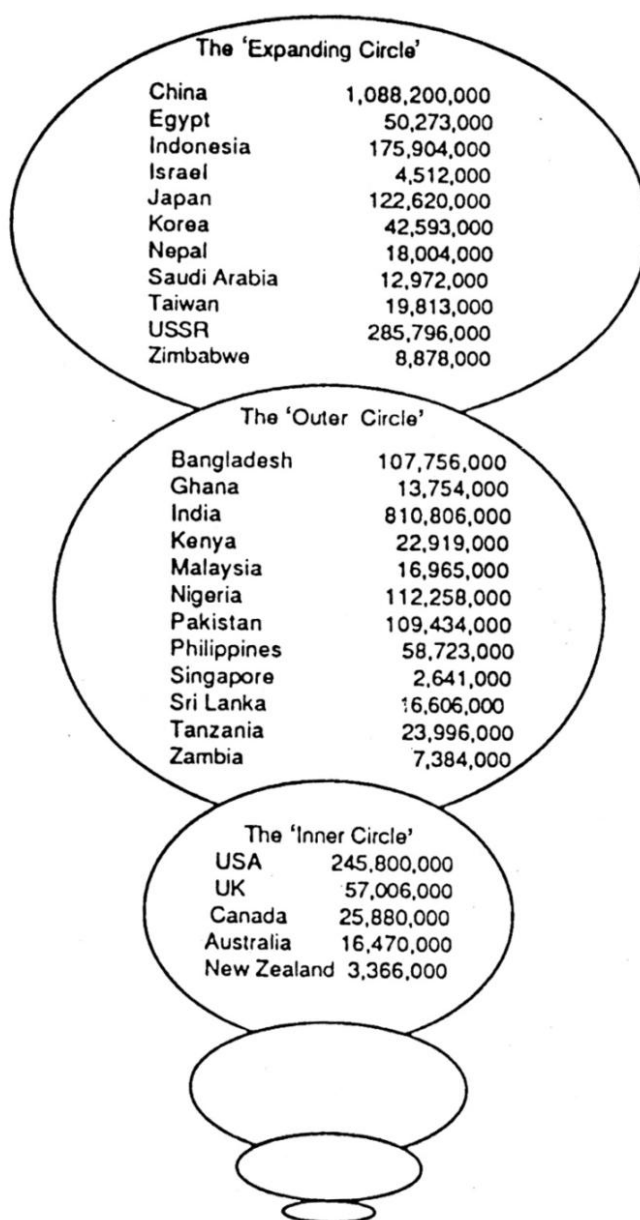 The ‘Expanding Circle’
China 1,088,200,000
Egypt 50,273,000
Indonesia 175,904,000
Israel 4,512,000
Japan 122,620,000
Korea 42,593,000
Nepal 18,004,000
Saudi Arabia 12,972,000
Taiwan 19,813,000
USSR 285,796,000
Zimbabwe 8,878,000
The ‘Outer Circle’
Bangladesh 107,756,000
Ghana 13,754,000
India 810,806,000
Kenya 22,919,000
Malaysia 16,965,000
Nigeria 112,258,000
Pakistan 109,434,000
Philippines 58,723,000
Singapore 2,641,000
Sri Lanka 16,606,000
Tanzania 23,996,000
Zambia 7,384,000
The ‘Inner Circle’
USA 245,800,000
UK 57,006,000
Canada 25,880,000
Australia 16,470,000
New Zealand 3,366,000